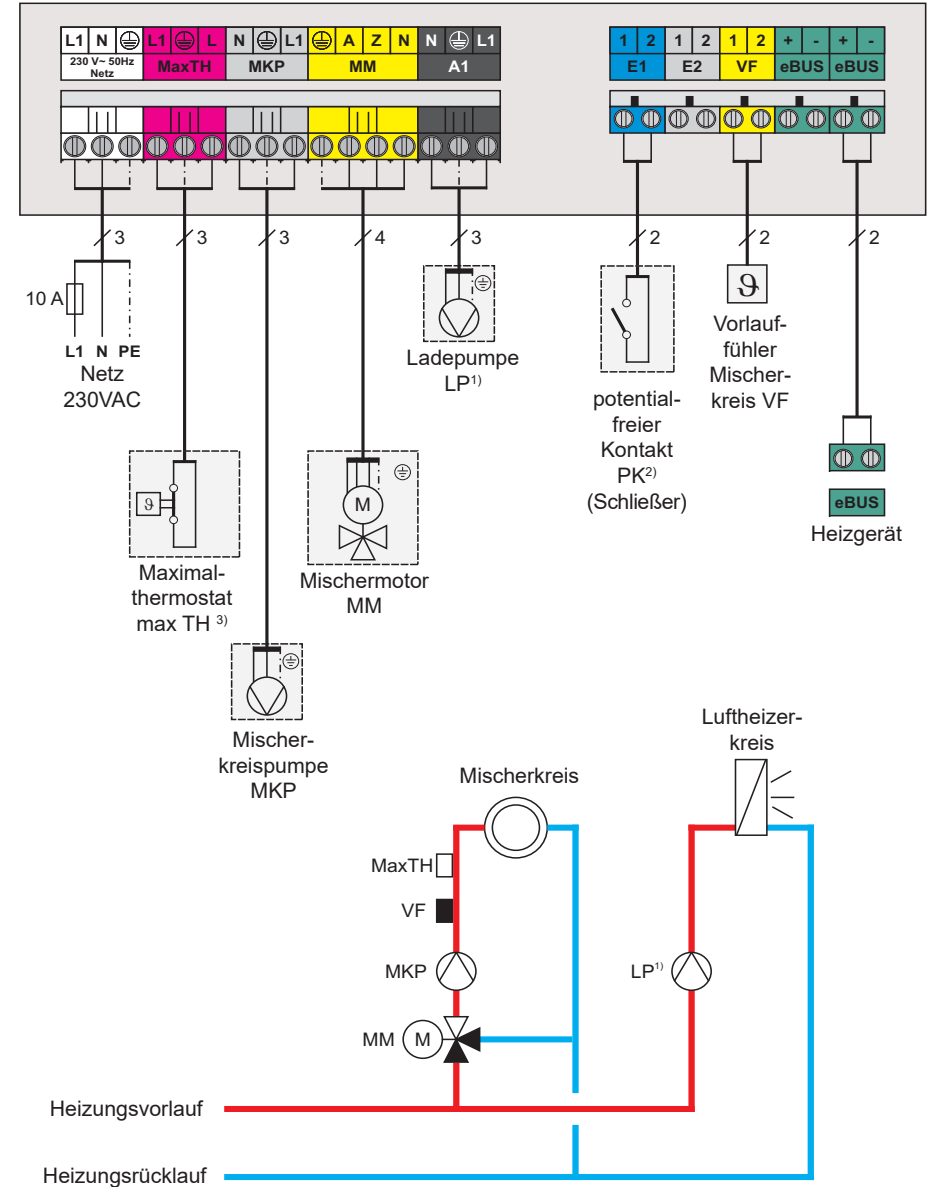 L1 N L1 L N L1 A Z N N L1 1 2 1 2 1 2 + - + -
230 V~ 50Hz
Netz
MaxTH MKP MM A1 E1 E2 VF eBUS eBUS
3 3 3 4 3 2 2 2
10 A
L1 N PE
Netz
230VAC
Ladepumpe
LP1)
potential-
freier
Kontakt
PK2)
(Schließer)
ϑ
Vorlauf-
fühler
Mischer-
kreis VF
eBUS
Heizgerät
ϑ
Maximal-
thermostat
max TH 3)
M
Mischermotor
MM
Mischer-
kreispumpe
MKP
Luftheizer-
kreis
Mischerkreis
MaxTH
VF
MKP
LP1)
MM M
Heizungsvorlauf
Heizungsrücklauf